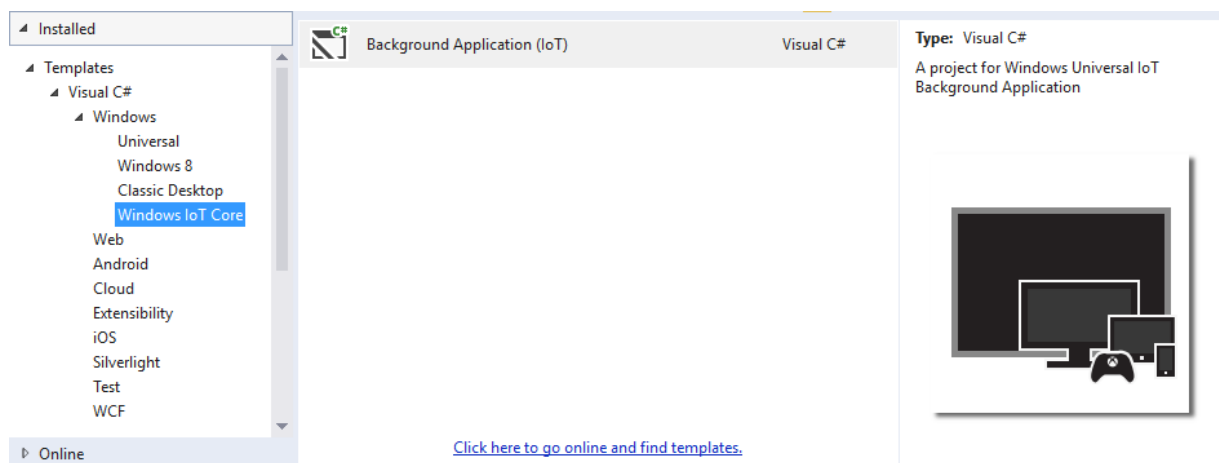 Installed
Templates
Visual C#
Windows
Universal
Windows 8
Classic Desktop
Windows IoT Core
Web
Android
Cloud
Extensibility
iOS
Silverlight
Test
WCF
Online
C#
Background Application (IoT) Visual C#
Click here to go online and find templates.
Type: Visual C#
A project for Windows Universal IoT
Background Application